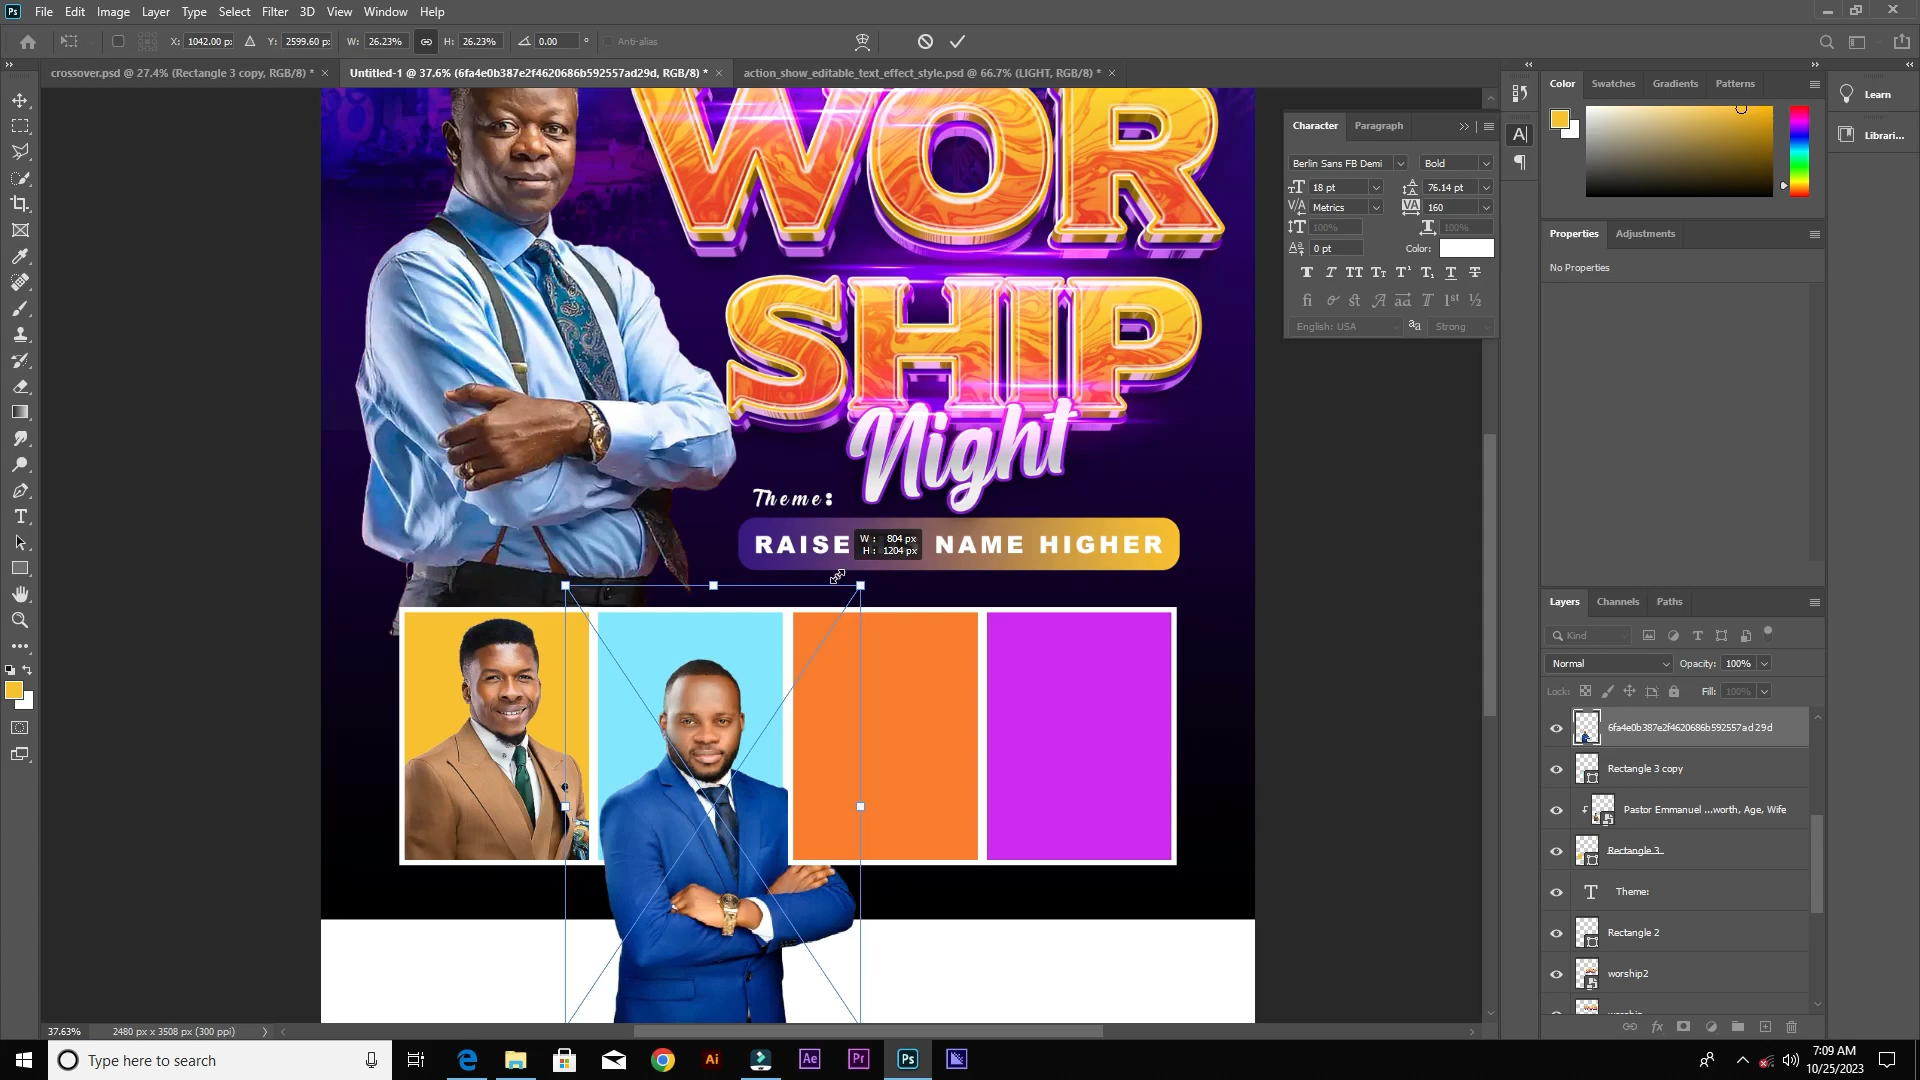 Ps File Edit Image Layer Type Select Filter 3D View Window Help
X: 1042.00 p: Y: 2599.60 p: W: 26.23% H: 26.23% 0.00 ° Anti-alias
crossover.psd @ 27.4% (Rectangle 3 copy, RGB/8) * × Untitled-1 @ 37.6% (6fa4e0b387e2f4620686b592557ad29d, RGB/8) * × action_show_editable_text_effect_style.psd @ 66.7% (LIGHT, RGB/8) * ×
Color Swatches Gradients Patterns
Learn
Librari...
Character Paragraph
Berlin Sans FB Demi Bold
18 pt 76.14 pt
Metrics 160
100% 100%
0 pt Color:
English: USA aa Strong
Properties Adjustments
No Properties
WOR
SHIP
Night
Theme:
RAISE NAME HIGHER
W: 804 px
H: 1204 px
Layers Channels Paths
Kind
Normal Opacity: 100%
Lock: Fill: 100%
6fa4e0b387e2f4620686b592557ad29d
Rectangle 3 copy
Pastor Emmanuel ...worth, Age, Wife
Rectangle 3
Theme:
Rectangle 2
worship2
37.63% 2480 px x 3508 px (300 ppi)
Type here to search
Ai Ae Pr Ps
7:09 AM
10/25/2023